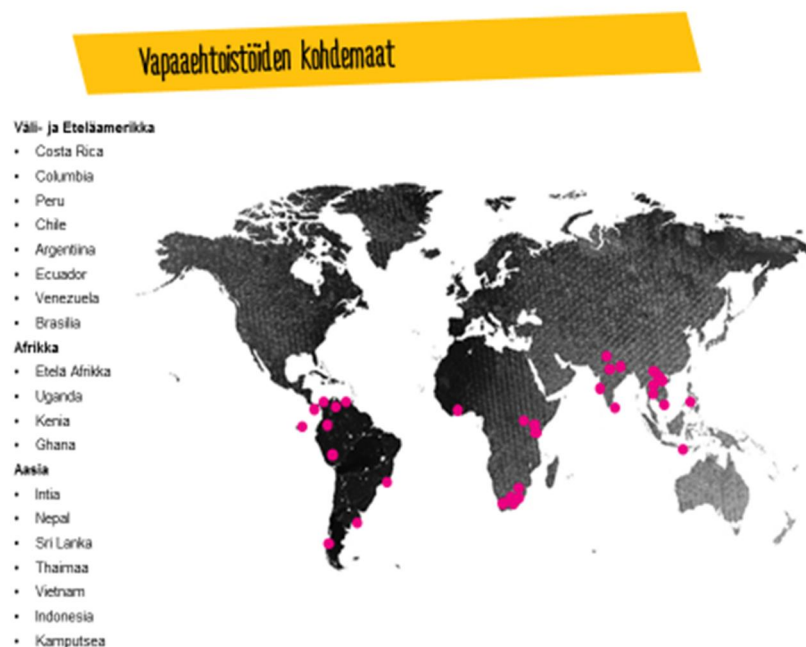 Vapaaehtoistöiden kohdemaat
Väli- ja Eteläamerikka
• Costa Rica
• Columbia
• Peru
• Chile
• Argentiina
• Ecuador
• Venezuela
• Brasilia
Afrikka
• Etelä Afrikka
• Uganda
• Kenia
• Ghana
Aasia
• Intia
• Nepal
• Sri Lanka
• Thaimaa
• Vietnam
• Indonesia
• Kamputsea